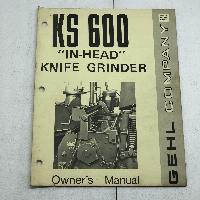 KS 600
"IN-HEAD"
KNIFE GRINDER
GEHL COMPANY
Owner's Manual